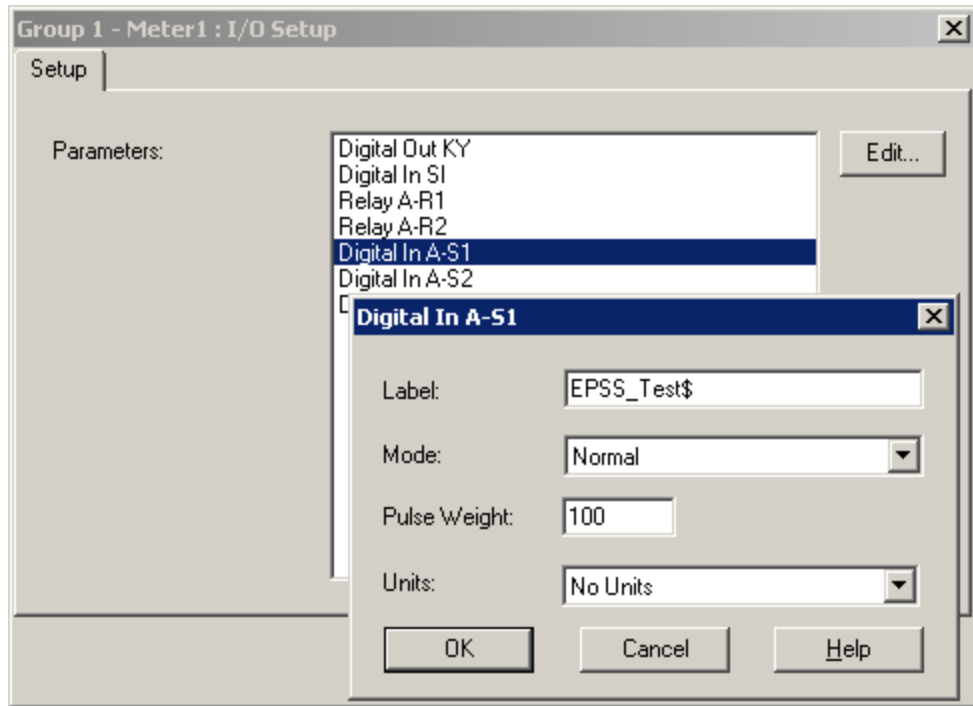 Group 1 - Meter1 : I/O Setup
Setup
Parameters:
Digital Out KY
Digital In SI
Relay A-R1
Relay A-R2
Digital In A-S1
Digital In A-S2
Edit...
Digital In A-S1
Label:
EPSS_Test$
Mode:
Normal
Pulse Weight:
100
Units:
No Units
OK
Cancel
Help